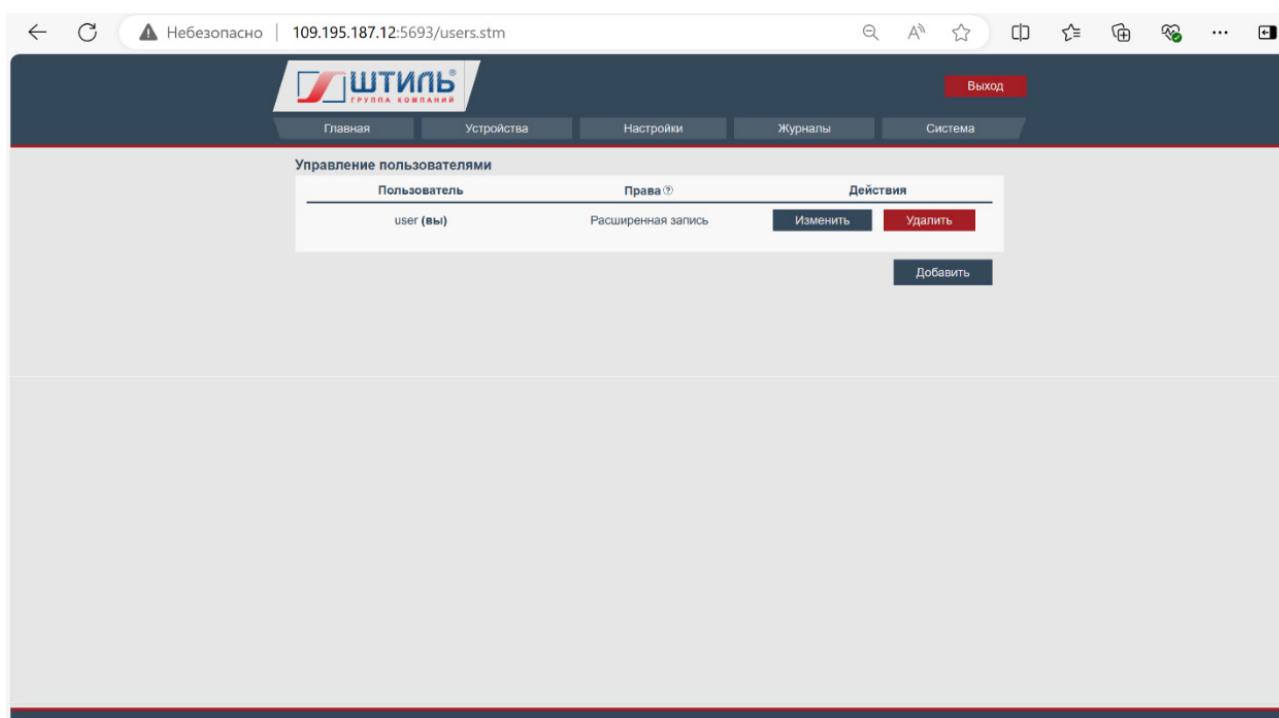 Небезопасно 109.195.187.12:5693/users.stm
ШТИЛЬ®
ГРУППА КОМПАНИЙ
Выход
Главная Устройства Настройки Журналы Система
Управление пользователями
Пользователь Права Действия
user (вы) Расширенная запись Изменить Удалить
Добавить